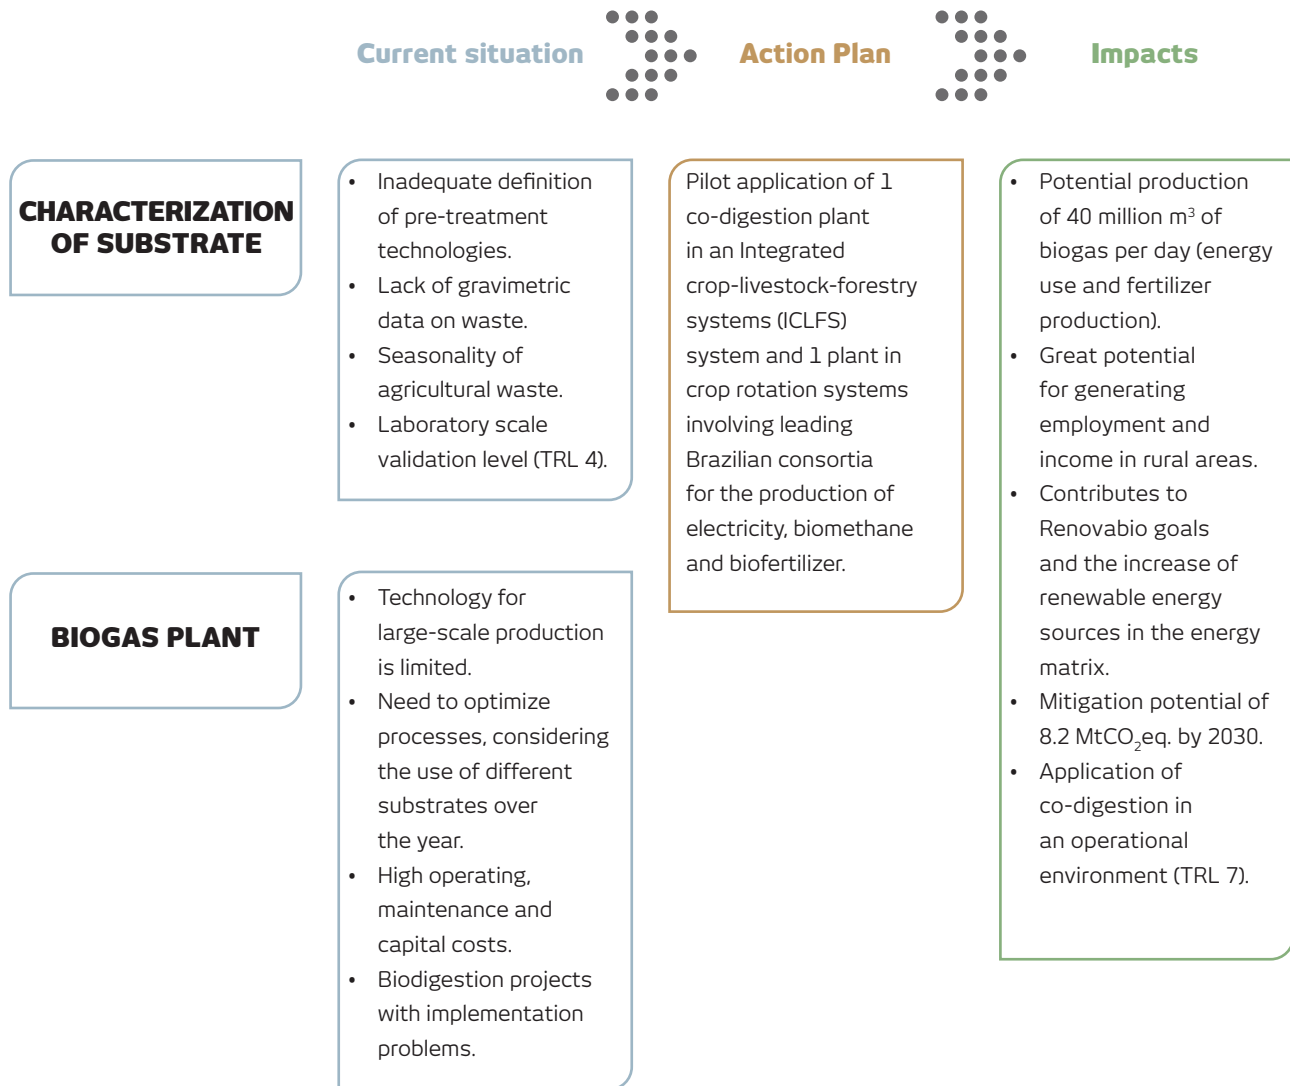 Current situation
Action Plan
Impacts
CHARACTERIZATION
OF SUBSTRATE
• Inadequate definition
of pre-treatment
technologies.
• Lack of gravimetric
data on waste.
• Seasonality of
agricultural waste.
• Laboratory scale
validation level (TRL 4).
Pilot application of 1
co-digestion plant
in an Integrated
crop-livestock-forestry
systems (ICLFS)
system and 1 plant in
crop rotation systems
involving leading
Brazilian consortia
for the production of
electricity, biomethane
and biofertilizer.
• Potential production
of 40 million m³ of
biogas per day (energy
use and fertilizer
production).
• Great potential
for generating
employment and
income in rural areas.
• Contributes to
Renovabio goals
and the increase of
renewable energy
sources in the energy
matrix.
• Mitigation potential of
8.2 MtCO₂eq. by 2030.
• Application of
co-digestion in
an operational
environment (TRL 7).
BIOGAS PLANT
• Technology for
large-scale production
is limited.
• Need to optimize
processes, considering
the use of different
substrates over
the year.
• High operating,
maintenance and
capital costs.
• Biodigestion projects
with implementation
problems.